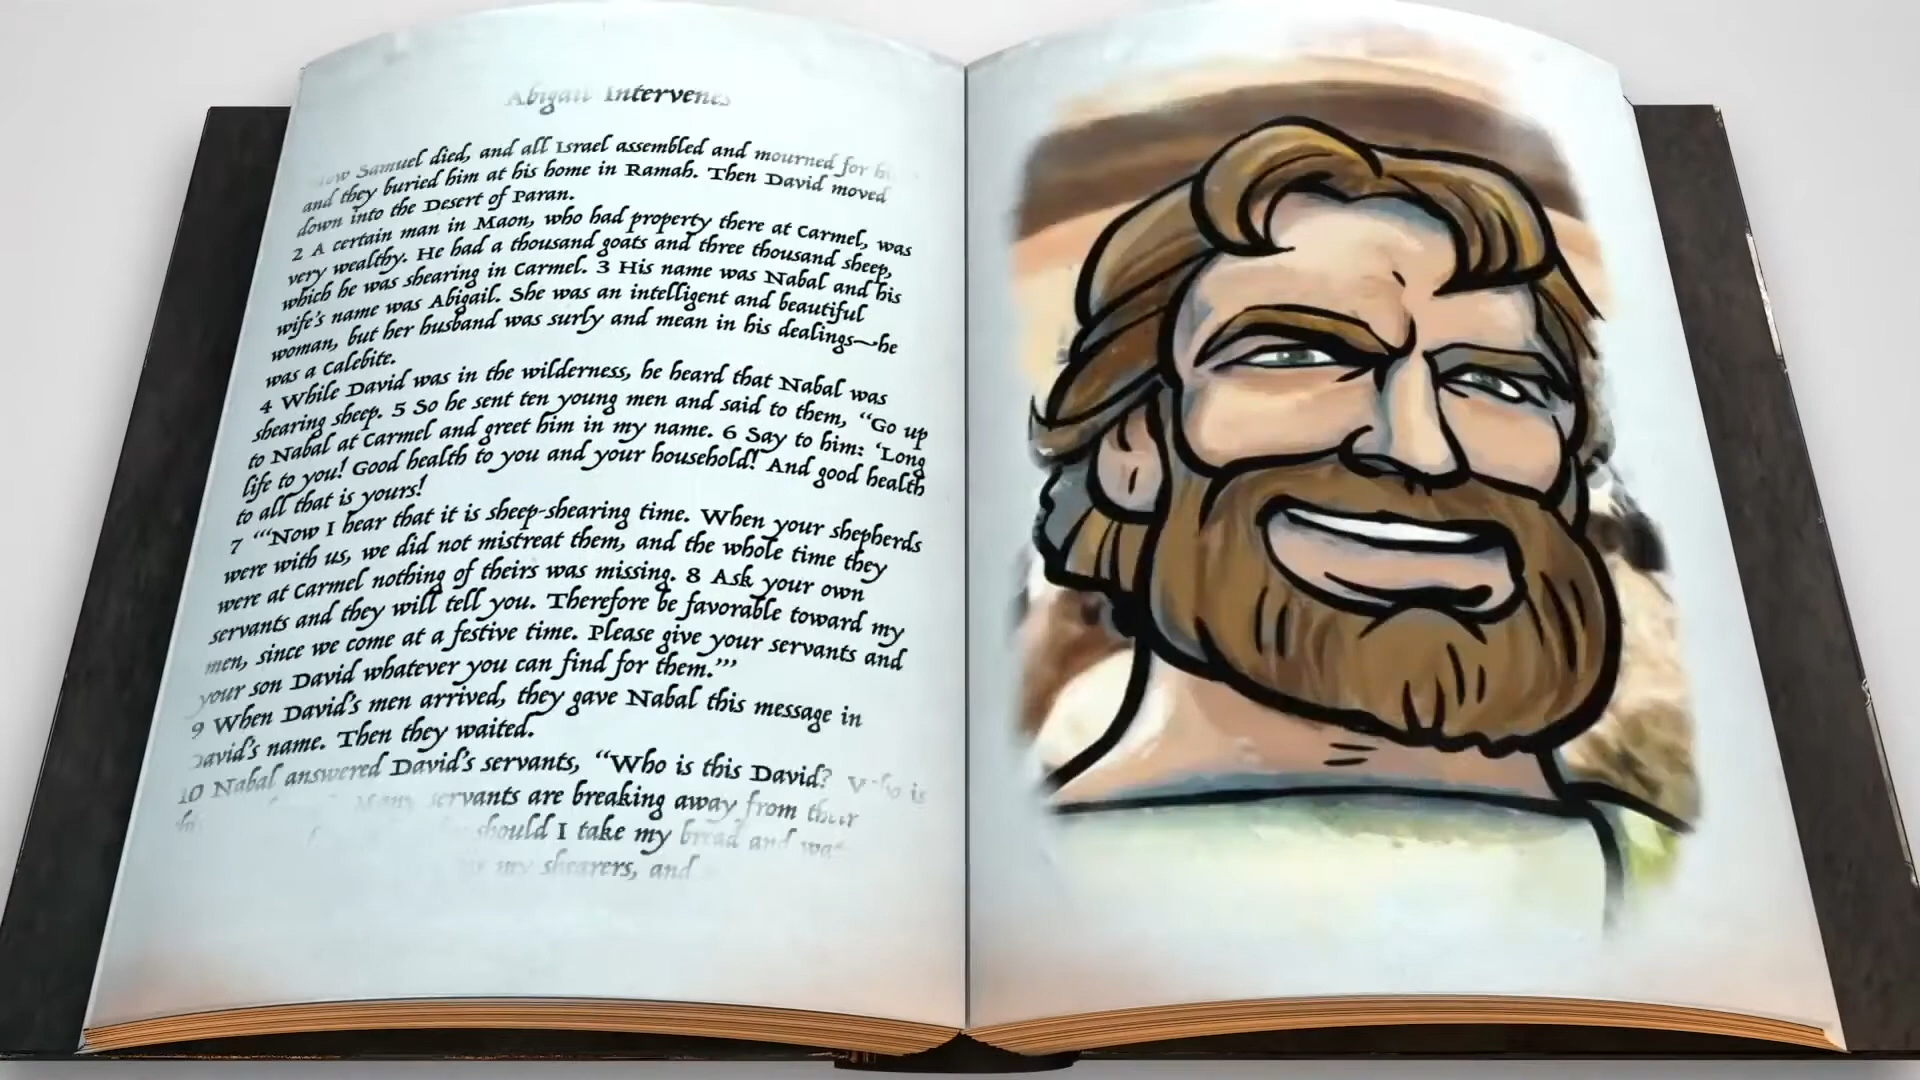 Abigail Intervenes
Now Samuel died, and all Israel assembled and mourned for
and they buried him at his home in Ramah. Then David moved
down into the Desert of Paran.
2 A certain man in Maon, who had property there at Carmel, was
very wealthy. He had a thousand goats and three thousand sheep,
which he was shearing in Carmel. 3 His name was Nabal and his
wife's name was Abigail. She was an intelligent and beautiful
woman, but her husband was surly and mean in his dealings—he
was a Calebite.
4 While David was in the wilderness, he heard that Nabal was
shearing sheep. 5 So he sent ten young men and said to them, “Go up
to Nabal at Carmel and greet him in my name. 6 Say to him: ‘Long
life to you! Good health to you and your household! And good health
to all that is yours!
7 “‘Now I hear that it is sheep-shearing time. When your shepherds
were with us, we did not mistreat them, and the whole time they
were at Carmel nothing of theirs was missing. 8 Ask your own
servants and they will tell you. Therefore be favorable toward my
men, since we come at a festive time. Please give your servants and
your son David whatever you can find for them.’”
9 When David's men arrived, they gave Nabal this message in
David's name. Then they waited.
10 Nabal answered David's servants, “Who is this David? Who is
Many servants are breaking away from their
should I take my bread and
my shearers, and